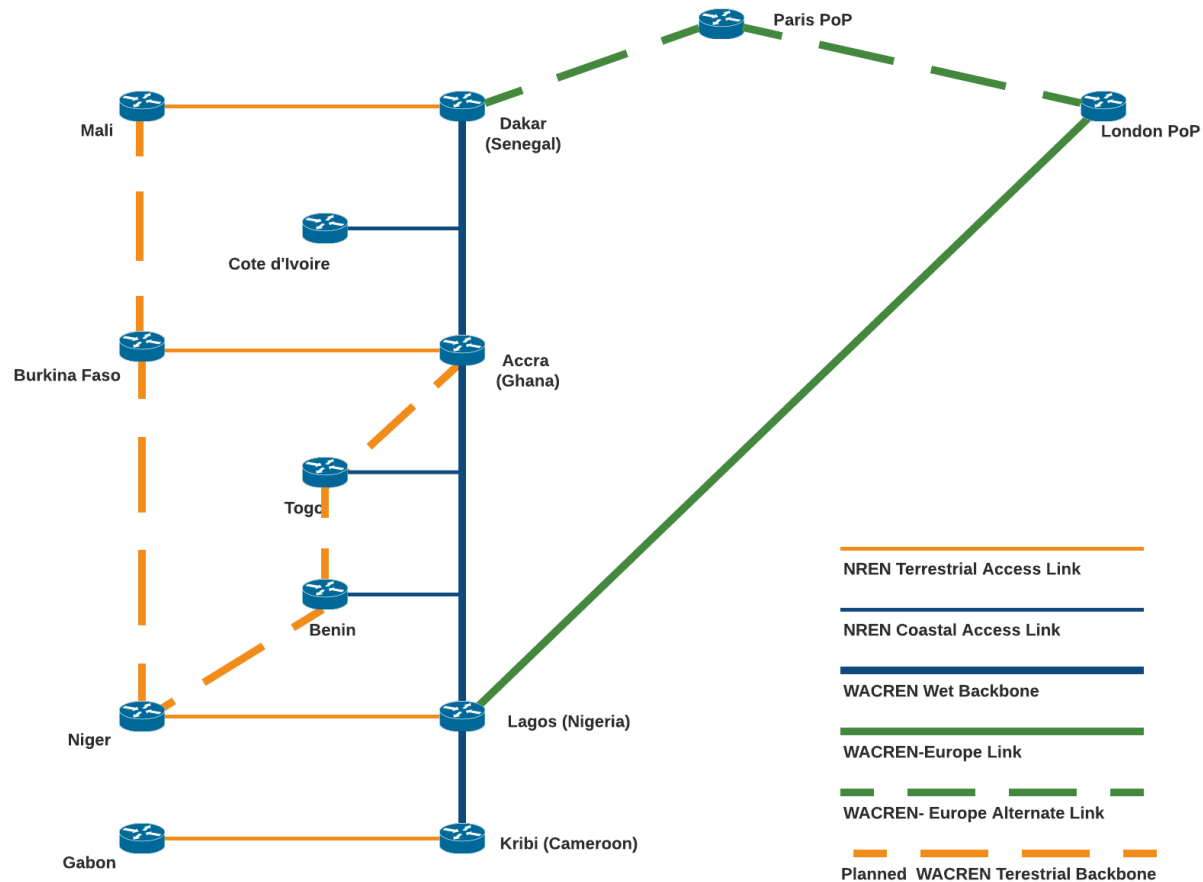 Paris PoP
Mali
Dakar
(Senegal)
London PoP
Cote d'Ivoire
Burkina Faso
Accra
(Ghana)
Togo
Benin
Niger
Lagos (Nigeria)
Gabon
Kribi (Cameroon)
NREN Terrestrial Access Link
NREN Coastal Access Link
WACREN Wet Backbone
WACREN-Europe Link
WACREN- Europe Alternate Link
Planned WACREN Terestrial Backbone